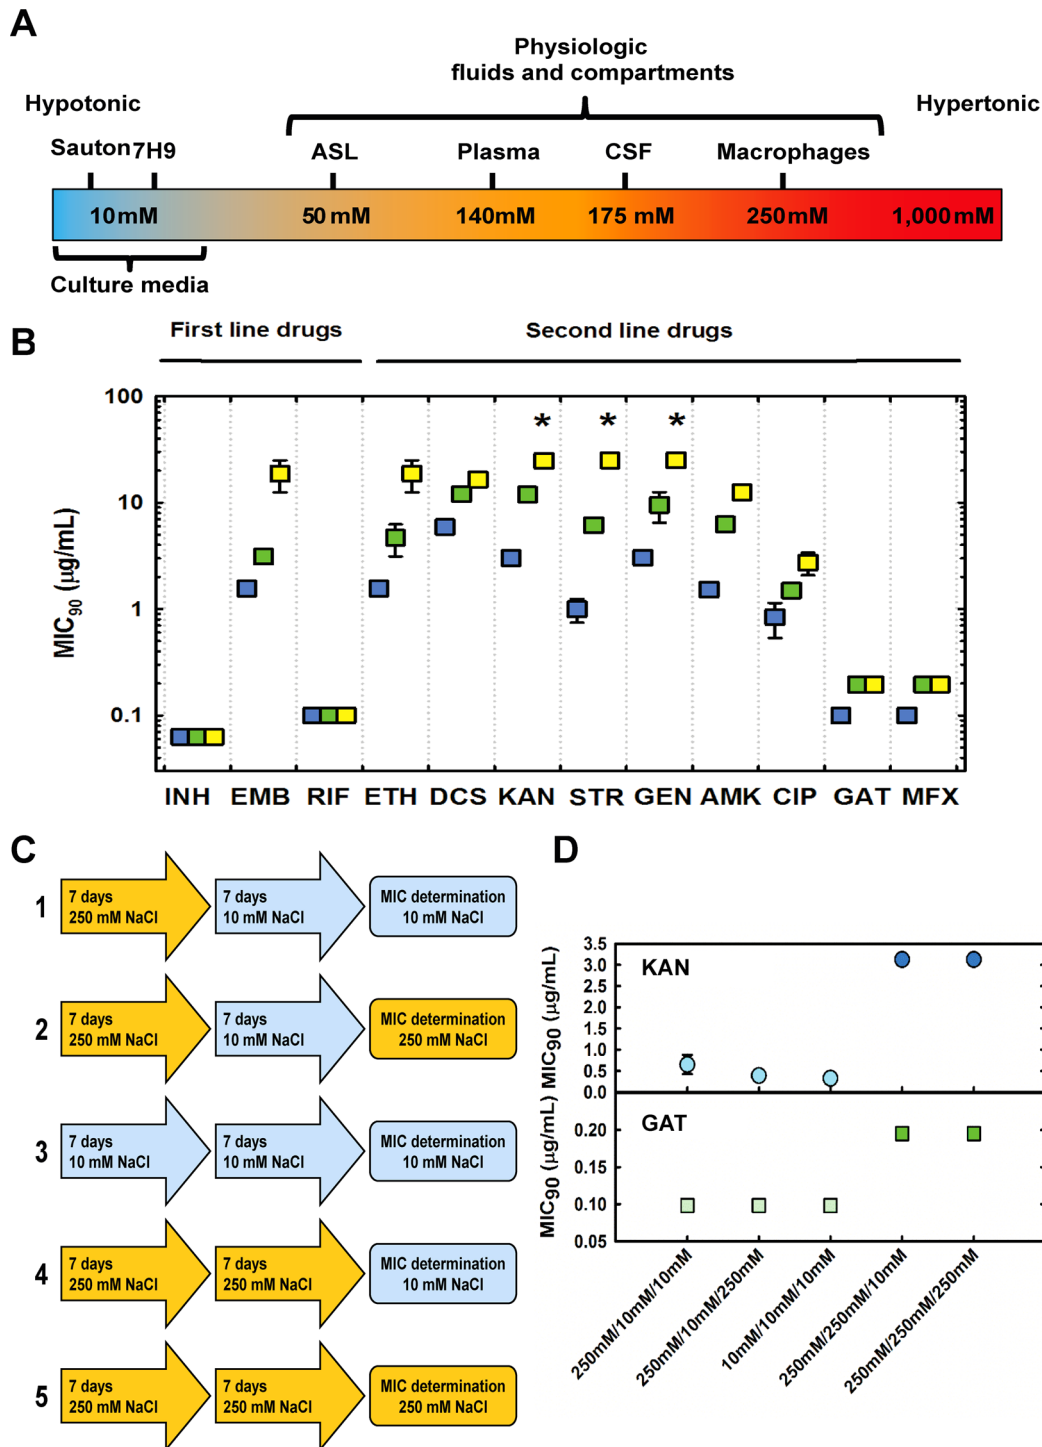 A
Physiologic
fluids and compartments
Hypotonic
Hypertonic
Sauton 7H9
ASL
Plasma
CSF
Macrophages
10 mM
50 mM
140mM
175 mM
250 mM
1,000 mM
Culture media
B
First line drugs
Second line drugs
MIC90 (µg/mL)
100
10
1
0.1
* * *
INH EMB RIF ETH DCS KAN STR GEN AMK CIP GAT MFX
C
1
7 days
250 mM NaCl
7 days
10 mM NaCl
MIC determination
10 mM NaCl
2
7 days
250 mM NaCl
7 days
10 mM NaCl
MIC determination
250 mM NaCl
3
7 days
10 mM NaCl
7 days
10 mM NaCl
MIC determination
10 mM NaCl
4
7 days
250 mM NaCl
7 days
250 mM NaCl
MIC determination
10 mM NaCl
5
7 days
250 mM NaCl
7 days
250 mM NaCl
MIC determination
250 mM NaCl
D
KAN
MIC90 (µg/mL)
3.5
3.0
2.5
2.0
1.5
1.0
0.5
0.0
GAT
MIC90 (µg/mL)
0.20
0.15
0.10
0.05
250mM/10mM/10mM
250mM/10mM/250mM
10mM/10mM/10mM
250mM/250mM/10mM
250mM/250mM/250mM